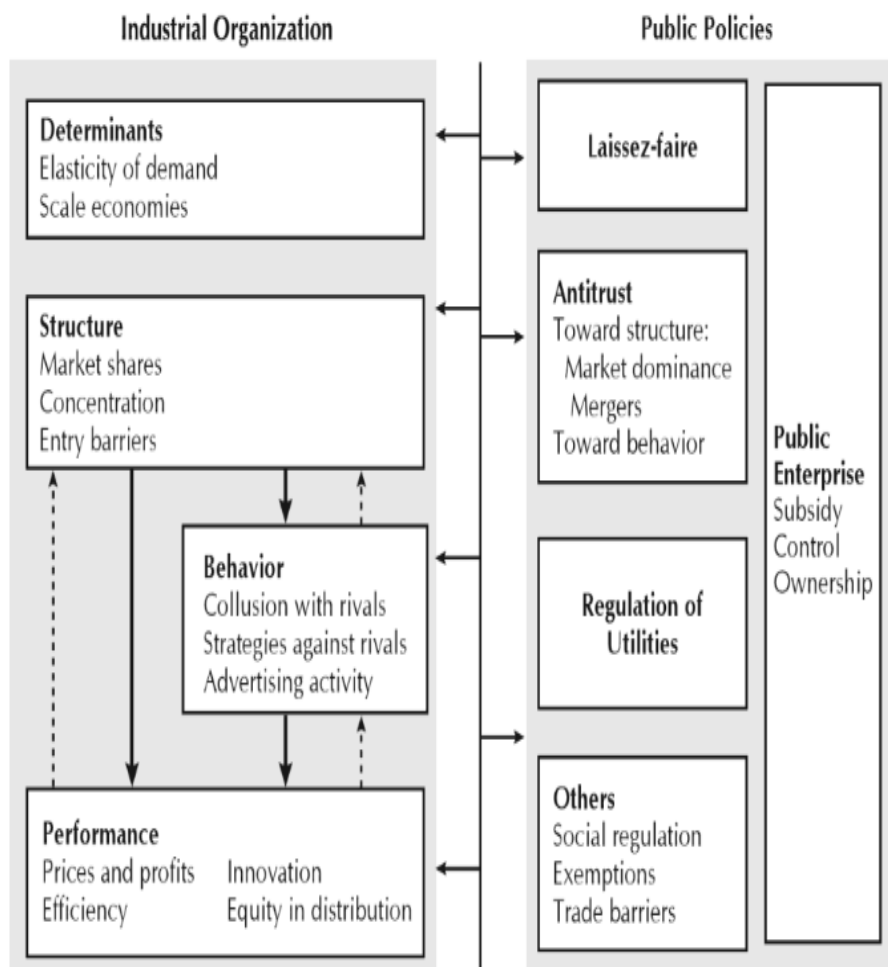 Industrial Organization
Determinants
Elasticity of demand
Scale economies
Structure
Market shares
Concentration
Entry barriers
Behavior
Collusion with rivals
Strategies against rivals
Advertising activity
Performance
Prices and profits
Efficiency
Innovation
Equity in distribution
Public Policies
Laissez-faire
Antitrust
Toward structure:
Market dominance
Mergers
Toward behavior
Regulation of
Utilities
Others
Social regulation
Exemptions
Trade barriers
Public
Enterprise
Subsidy
Control
Ownership